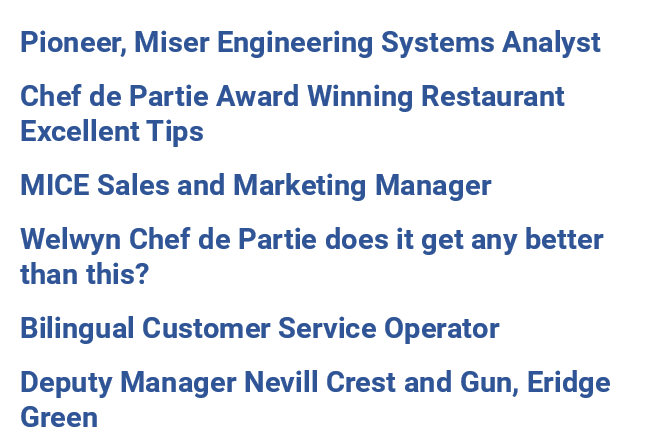 Pioneer, Miser Engineering Systems Analyst
Chef de Partie Award Winning Restaurant
Excellent Tips
MICE Sales and Marketing Manager
Welwyn Chef de Partie does it get any better
than this?
Bilingual Customer Service Operator
Deputy Manager Nevill Crest and Gun, Eridge
Green